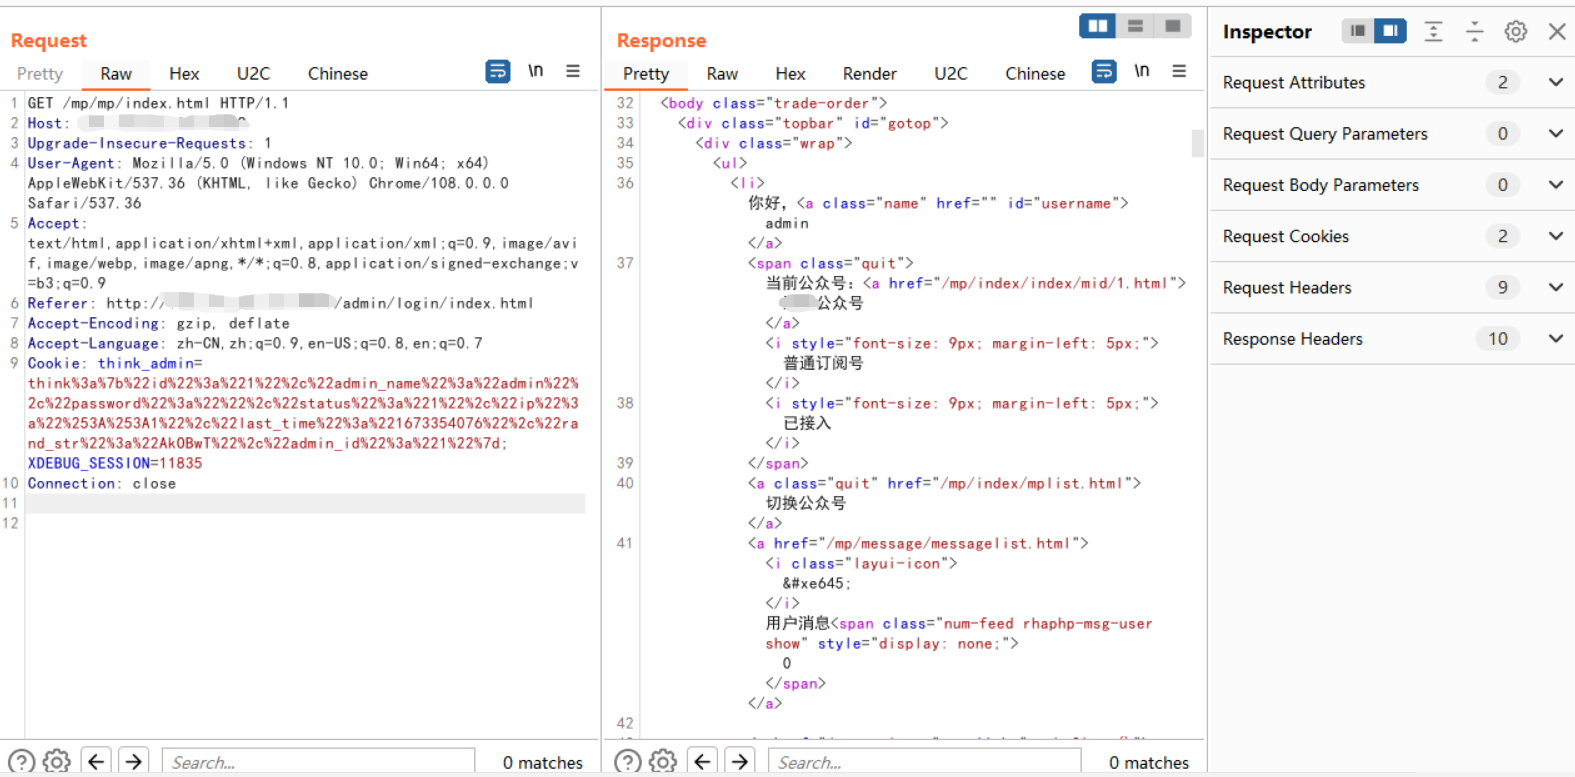 Request
Pretty Raw Hex U2C Chinese \n
1 GET /mp/mp/index.html HTTP/1.1
2 Host:
3 Upgrade-Insecure-Requests: 1
4 User-Agent: Mozilla/5.0 (Windows NT 10.0; Win64; x64)
AppleWebKit/537.36 (KHTML, like Gecko) Chrome/108.0.0.0
Safari/537.36
5 Accept:
text/html,application/xhtml+xml,application/xml;q=0.9,image/avi
f,image/webp,image/apng,*/*;q=0.8,application/signed-exchange;v
=b3;q=0.9
6 Referer: http:/ /admin/login/index.html
7 Accept-Encoding: gzip, deflate
8 Accept-Language: zh-CN,zh;q=0.9,en-US;q=0.8,en;q=0.7
9 Cookie: think_admin=
think%3a%7b%22id%22%3a%221%22%2c%22admin_name%22%3a%22admin%22%
2c%22password%22%3a%22%22%2c%22status%22%3a%221%22%2c%22ip%22%3
a%22%253A%253A1%22%2c%22last_time%22%3a%221673354076%22%2c%22ra
nd_str%22%3a%22AkOBwT%22%2c%22admin_id%22%3a%221%22%7d;
XDEBUG_SESSION=11835
10 Connection: close
11
12
Search...
0 matches
Response
Pretty Raw Hex Render U2C Chinese \n
32 <body class="trade-order">
33 <div class="topbar" id="gotop">
34 <div class="wrap">
35 <ul>
36 <li>
你好，<a class="name" href="" id="username">
admin
</a>
37 <span class="quit">
当前公众号：<a href="/mp/index/index/mid/1.html">
公众号
</a>
<i style="font-size: 9px; margin-left: 5px;">
普通订阅号
</i>
38 <i style="font-size: 9px; margin-left: 5px;">
已接入
</i>
39 </span>
40 <a class="quit" href="/mp/index/mplist.html">
切换公众号
</a>
41 <a href="/mp/message/messagelist.html">
<i class="layui-icon">
&#xe645;
</i>
用户消息<span class="num-feed rhaphp-msg-user
show" style="display: none;">
0
</span>
</a>
42
Search...
0 matches
Inspector
Request Attributes 2
Request Query Parameters 0
Request Body Parameters 0
Request Cookies 2
Request Headers 9
Response Headers 10